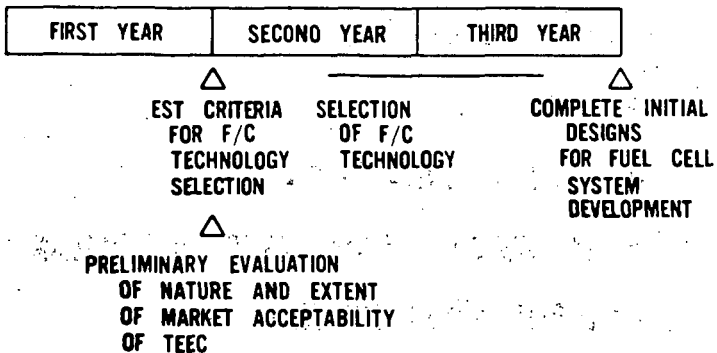 FIRST YEAR SECOND YEAR THIRD YEAR
EST CRITERIA
FOR F/C
TECHNOLOGY
SELECTION
SELECTION
OF F/C
TECHNOLOGY
COMPLETE INITIAL
DESIGNS
FOR FUEL CELL
SYSTEM
DEVELOPMENT
PRELIMINARY EVALUATION
OF NATURE AND EXTENT
OF MARKET ACCEPTABILITY
OF TEEC